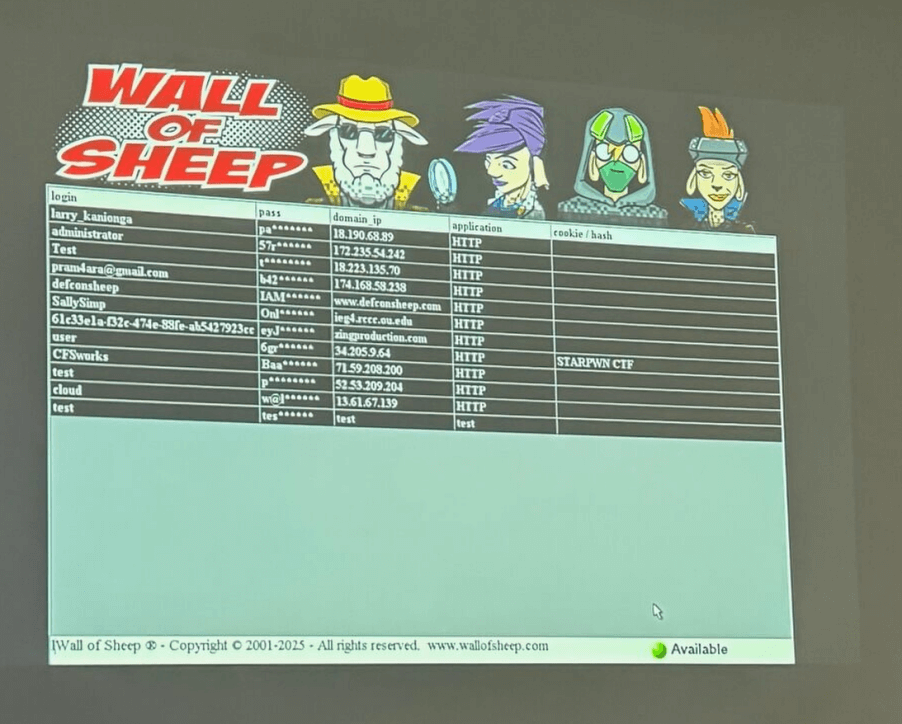 WALL
OF
SHEEP
login pass domain_ip application cookie / hash
larry_kanionga pa******* 18.190.68.89 HTTP
administrator 57r****** 172.235.54.242 HTTP
Test t******** 18.223.135.70 HTTP
pram4ara@gmail.com b42****** 174.168.58.238 HTTP
defconsheep IAM****** www.defconsheep.com HTTP
SallySimp Onl****** ieg4.rccc.ou.edu HTTP
61c33e1a-f32c-474e-88fe-ab5427923cc eyJ****** zingproduction.com HTTP
user 6gr****** 34.205.9.64 HTTP
CFSworks Baa****** 71.59.208.200 HTTP STARPWN CTF
test p******** 52.53.209.204 HTTP
cloud w@l****** 13.61.67.139 HTTP
test tes****** test test
Wall of Sheep ® - Copyright © 2001-2025 - All rights reserved. www.wallofsheep.com Available